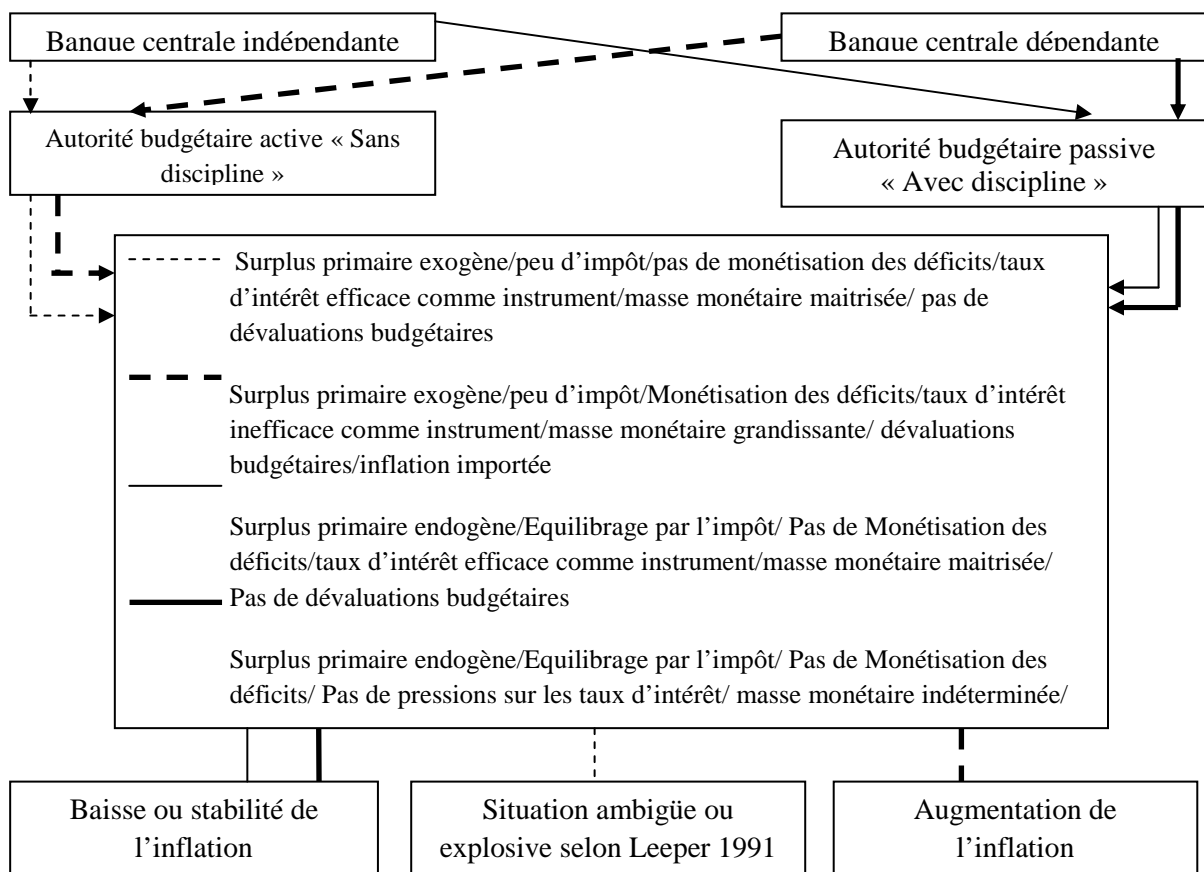 Banque centrale indépendante
Banque centrale dépendante
Autorité budgétaire active « Sans
discipline »
Autorité budgétaire passive
« Avec discipline »
Surplus primaire exogène/peu d’impôt/pas de monétisation des déficits/taux
d’intérêt efficace comme instrument/masse monétaire maitrisée/ pas de
dévaluations budgétaires
Surplus primaire exogène/peu d’impôt/Monétisation des déficits/taux d’intérêt
inefficace comme instrument/masse monétaire grandissante/ dévaluations
budgétaires/inflation importée
Surplus primaire endogène/Equilibrage par l’impôt/ Pas de Monétisation des
déficits/taux d’intérêt efficace comme instrument/masse monétaire maitrisée/
Pas de dévaluations budgétaires
Surplus primaire endogène/Equilibrage par l’impôt/ Pas de Monétisation des
déficits/ Pas de pressions sur les taux d’intérêt/ masse monétaire indéterminée/
Baisse ou stabilité de
l’inflation
Situation ambigüe ou
explosive selon Leeper 1991
Augmentation de
l’inflation